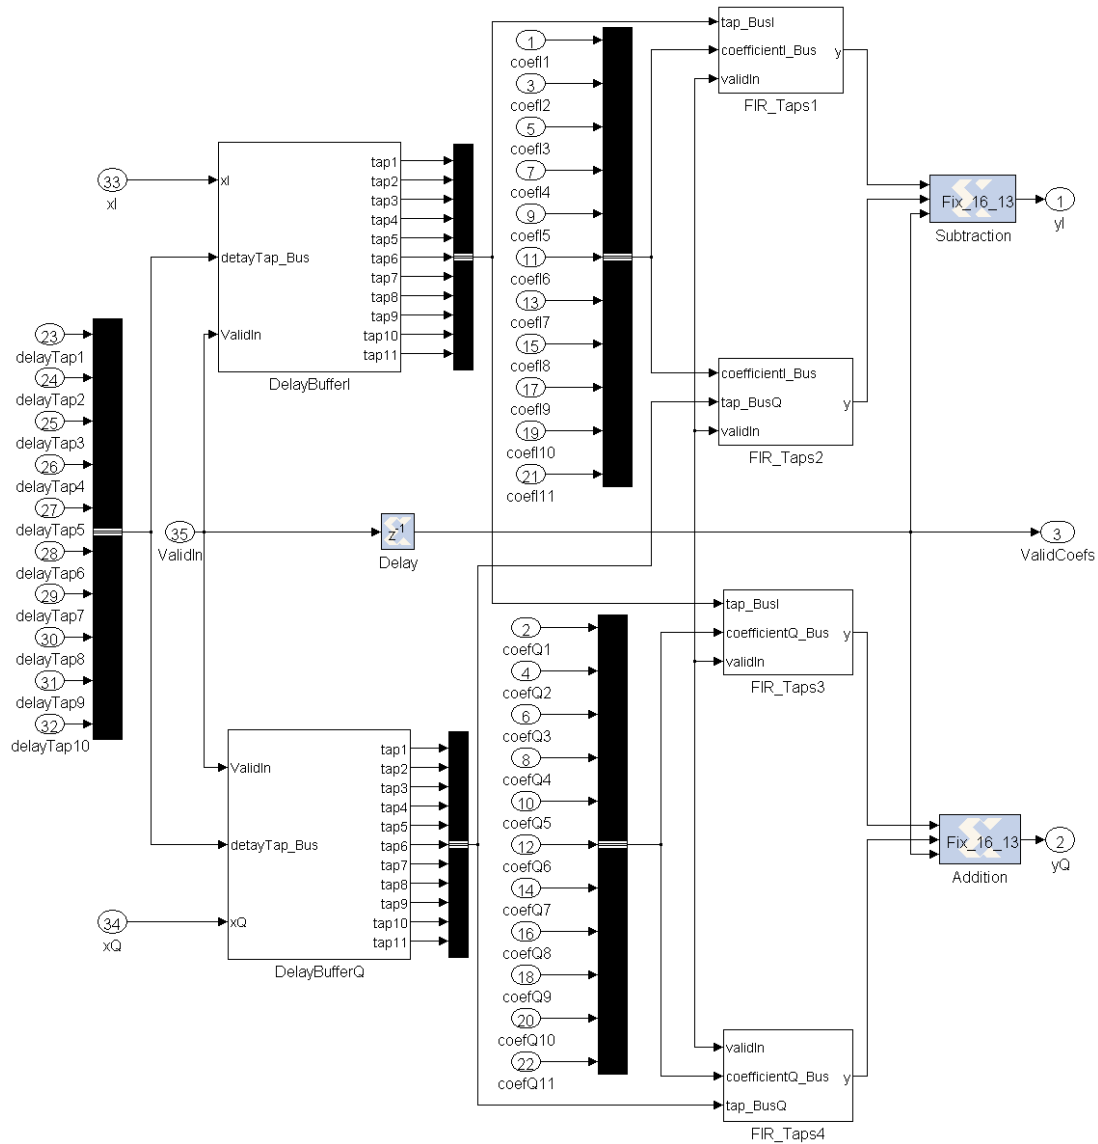 33
xI
23
delayTap1
24
delayTap2
25
delayTap3
26
delayTap4
27
delayTap5
28
delayTap6
29
delayTap7
30
delayTap8
31
delayTap9
32
delayTap10
34
xQ
35
ValidIn
xI
detayTap_Bus
ValidIn
tap1
tap2
tap3
tap4
tap5
tap6
tap7
tap8
tap9
tap10
tap11
DelayBufferI
ValidIn
detayTap_Bus
xQ
tap1
tap2
tap3
tap4
tap5
tap6
tap7
tap8
tap9
tap10
tap11
DelayBufferQ
z-1
Delay
1
coefI1
3
coefI2
5
coefI3
7
coefI4
9
coefI5
11
coefI6
13
coefI7
15
coefI8
17
coefI9
19
coefI10
21
coefI11
2
coefQ1
4
coefQ2
6
coefQ3
8
coefQ4
10
coefQ5
12
coefQ6
14
coefQ7
16
coefQ8
18
coefQ9
20
coefQ10
22
coefQ11
tap_BusI
coefficientI_Bus
validIn
y
FIR_Taps1
coefficientI_Bus
tap_BusQ
validIn
y
FIR_Taps2
tap_BusI
coefficientQ_Bus
validIn
y
FIR_Taps3
validIn
coefficientQ_Bus
tap_BusQ
y
FIR_Taps4
Fix_16_13
Subtraction
1
yI
3
ValidCoefs
Fix_16_13
Addition
2
yQ